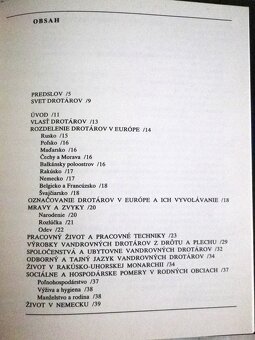 OBSAH
PREDSLOV /5
SVET DROTÁROV /9
ÚVOD /11
VLASŤ DROTÁROV /13
ROZDELENIE DROTÁROV V EURÓPE /14
Rusko /15
Poľsko /16
Maďarsko /16
Čechy a Morava /16
Balkánsky poloostrov /16
Rakúsko /17
Nemecko /17
Belgicko a Francúzsko /18
Švajčiarsko /18
OZNAČOVANIE DROTÁROV V EURÓPE A ICH VYVOLÁVANIE /18
MRAVY A ZVYKY /20
Narodenie /20
Rozlúčka /21
Odev /22
PRACOVNÝ ŽIVOT A PRACOVNÉ TECHNIKY /23
VÝROBKY VANDROVNÝCH DROTÁROV Z DRÔTU A PLECHU /29
SPOLOČENSTVÁ A UBYTOVNE VANDROVNÝCH DROTÁROV /32
ODBORNÝ A TAJNÝ JAZYK VANDROVNÝCH DROTÁROV /34
ŽIVOT V RAKÚSKO-UHORSKEJ MONARCHII /34
SOCIÁLNE A HOSPODÁRSKE POMERY V RODNÝCH OBCIACH /37
Poľnohospodárstvo /37
Výživa a hygiena /38
Manželstvo a rodina /38
ŽIVOT V NEMECKU /39